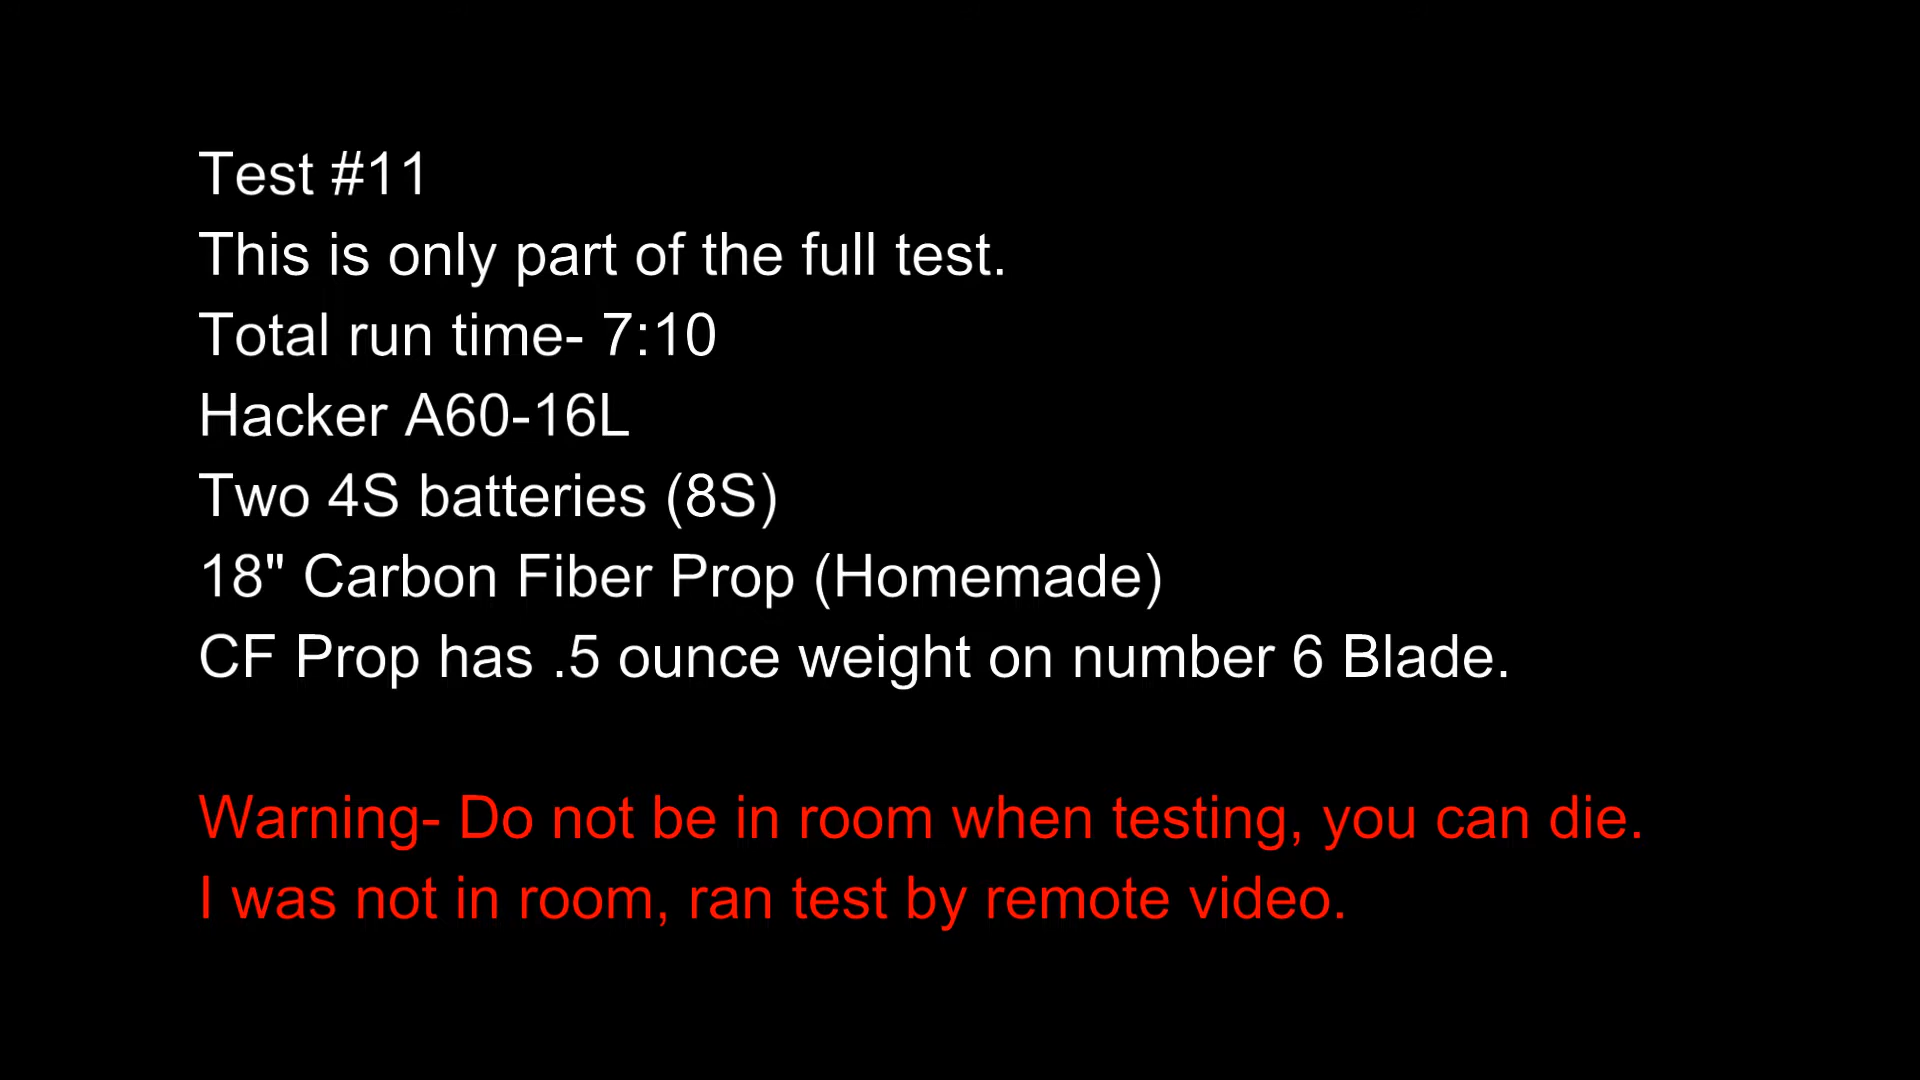 Test #11
This is only part of the full test.
Total run time- 7:10
Hacker A60-16L
Two 4S batteries (8S)
18" Carbon Fiber Prop (Homemade)
CF Prop has .5 ounce weight on number 6 Blade.
Warning- Do not be in room when testing, you can die.
I was not in room, ran test by remote video.